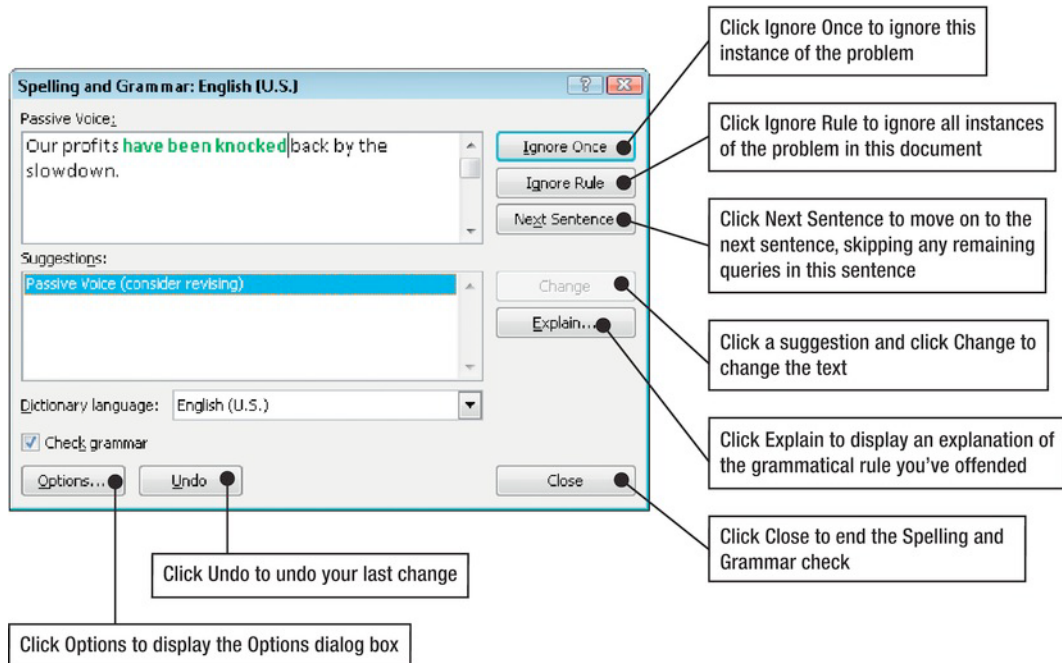 Click Ignore Once to ignore this
instance of the problem
Spelling and Grammar: English (U.S.)
Passive Voice:
Our profits have been knocked back by the
slowdown.
Ignore Once
Click Ignore Rule to ignore all instances
of the problem in this document
Ignore Rule
Next Sentence
Click Next Sentence to move on to the
next sentence, skipping any remaining
queries in this sentence
Suggestions:
Passive Voice (consider revising)
Change
Explain...
Click a suggestion and click Change to
change the text
Dictionary language: English (U.S.)
Check grammar
Click Explain to display an explanation of
the grammatical rule you've offended
Options...
Undo
Close
Click Close to end the Spelling and
Grammar check
Click Undo to undo your last change
Click Options to display the Options dialog box